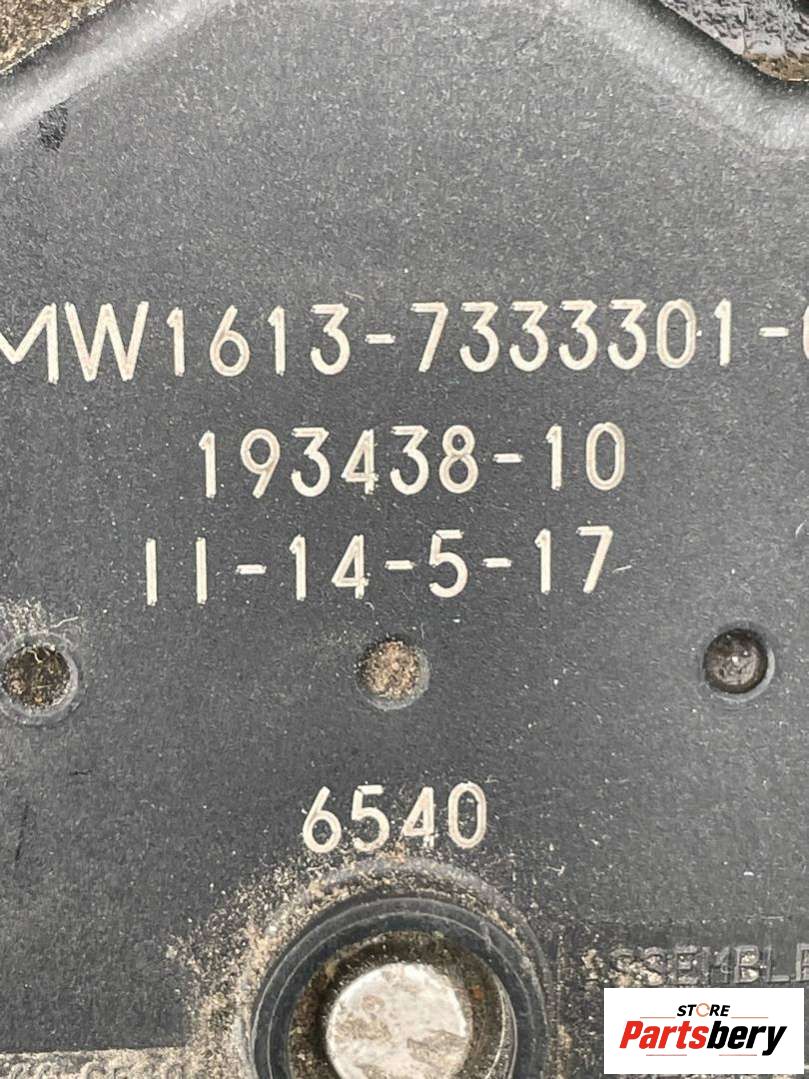 MW1613-7333301-
193438-10
11-14-5-17
6540
STORE
Partsbery